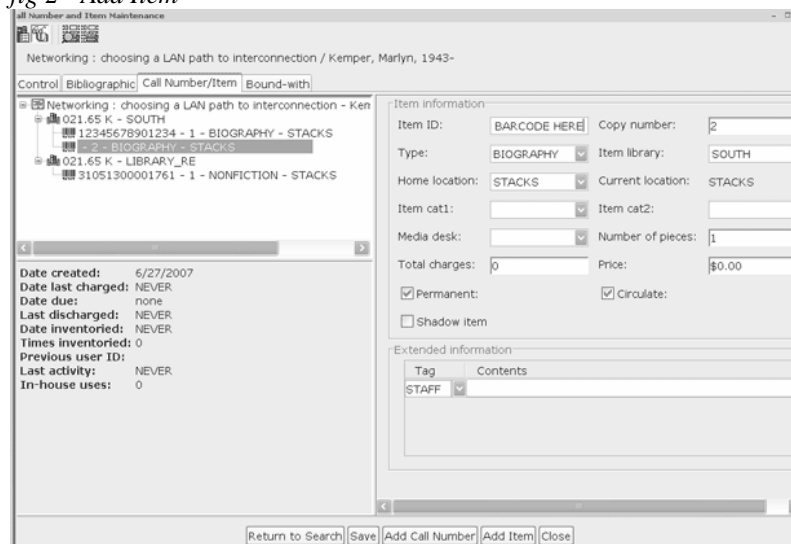 fig 2 - Add Item
all Number and Item Maintenance
Networking : choosing a LAN path to interconnection / Kemper, Marlyn, 1943-
Control Bibliographic Call Number/Item Bound-with
Networking : choosing a LAN path to interconnection - Kem
021.65 K - SOUTH
12345678901234 - 1 - BIOGRAPHY - STACKS
- 2 - BIOGRAPHY - STACKS
021.65 K - LIBRARY_RE
31051300001761 - 1 - NONFICTION - STACKS
Date created: 6/27/2007
Date last charged: NEVER
Date due: none
Last discharged: NEVER
Date inventoried: NEVER
Times inventoried: 0
Previous user ID:
Last activity: NEVER
In-house uses: 0
Item information
Item ID: BARCODE HERE Copy number: 2
Type: BIOGRAPHY Item library: SOUTH
Home location: STACKS Current location: STACKS
Item cat1: Item cat2:
Media desk: Number of pieces: 1
Total charges: 0 Price: $0.00
Permanent: Circulate:
Shadow item
Extended information
Tag Contents
STAFF
Return to Search Save Add Call Number Add Item Close